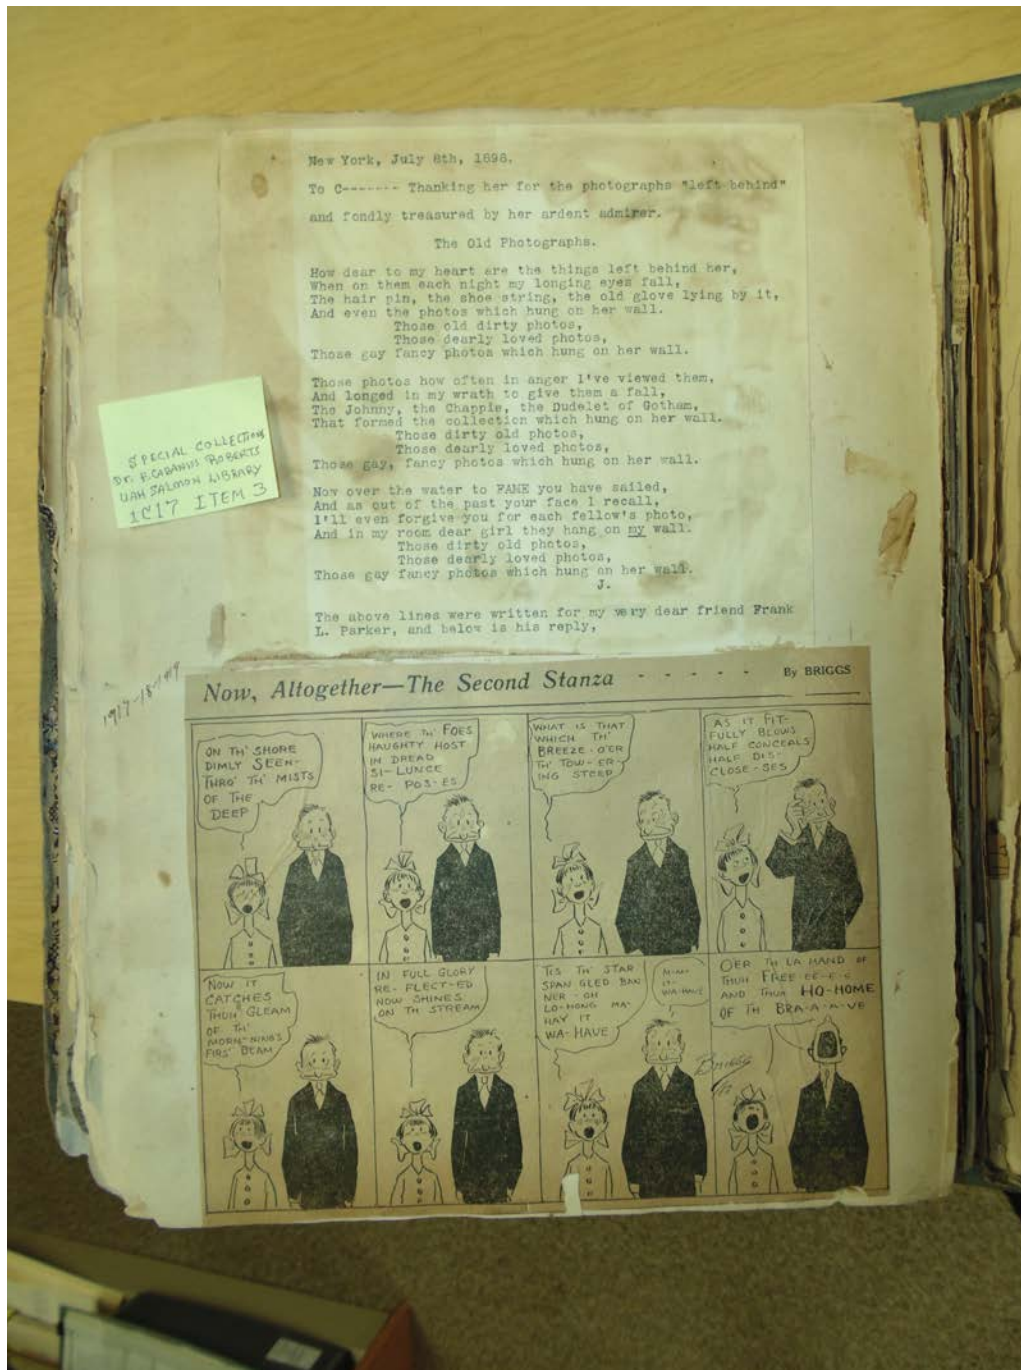 New York, July 8th, 1898.
To C------- Thanking her for the photographs "left behind"
and fondly treasured by her ardent admirer.
The Old Photographs.
How dear to my heart are the things left behind her,
When on them each night my longing eyes fall,
The hair pin, the shoe string, the old glove lying by it,
And even the photos which hung on her wall.
Those old dirty photos,
Those dearly loved photos,
Those gay fancy photos which hung on her wall.
Those photos how often in anger I've viewed them,
And longed in my wrath to give them a fall,
The Johnny, the Chappie, the Dudelet of Gotham,
That formed the collection which hung on her wall.
Those dirty old photos,
Those dearly loved photos,
Those gay, fancy photos which hung on her wall.
Now over the water to FAME you have sailed,
And as out of the past your face I recall,
I'll even forgive you for each fellow's photo,
And in my room dear girl they hang on my wall.
Those dirty old photos,
Those dearly loved photos,
Those gay fancy photos which hung on her wall.
J.
The above lines were written for my very dear friend Frank
L. Parker, and below is his reply,
SPECIAL COLLECTIONS
Dr. F. CABANISS ROBERTS
UAH SALMON LIBRARY
1C17 ITEM 3
1917-18-1919
Now, Altogether—The Second Stanza - - - - - By BRIGGS
ON TH' SHORE
DIMLY SEEN-
THRO' TH' MISTS
OF THE
DEEP
WHERE TH' FOES
HAUGHTY HOST
IN DREAD
SI-LUNCE
RE-POS-ES
WHAT IS THAT
WHICH TH'
BREEZE-O'ER
TH' TOW-ER-
ING STEEP
AS IT FIT-
FULLY BLOWS
HALF CONCEALS
HALF DIS-
CLOSE-SES
NOW IT
CATCHES
THUH GLEAM
OF TH'
MORN-NING'S
FIRS' BEAM
IN FULL GLORY
RE-FLECT-ED
NOW SHINES
ON TH STREAM
TIS TH' STAR
SPAN GLED BAN
NER-OH
LO-HONG MA-
HAY IT
WA-HAVE
WA-HAVE
OER TH LA HAND OF
THUH FREE-EE-E-E
AND THUH HO-HOME
OF TH BRA-A-A-VE
Briggs